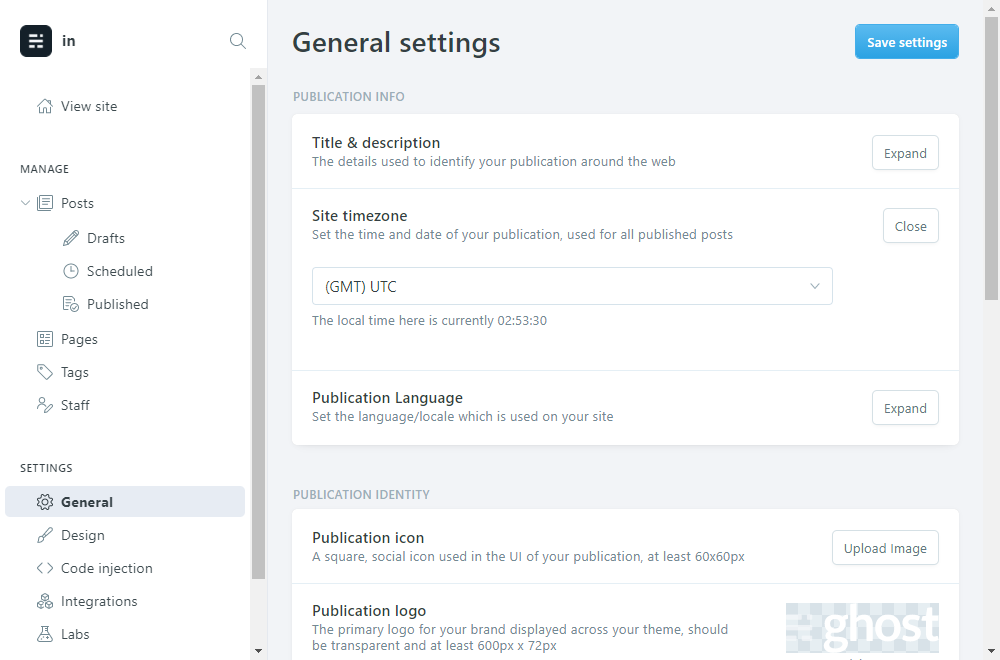 in
View site
MANAGE
Posts
Drafts
Scheduled
Published
Pages
Tags
Staff
SETTINGS
General
Design
Code injection
Integrations
Labs
General settings
Save settings
PUBLICATION INFO
Title & description
The details used to identify your publication around the web
Expand
Site timezone
Set the time and date of your publication, used for all published posts
Close
(GMT) UTC
The local time here is currently 02:53:30
Publication Language
Set the language/locale which is used on your site
Expand
PUBLICATION IDENTITY
Publication icon
A square, social icon used in the UI of your publication, at least 60x60px
Upload Image
Publication logo
The primary logo for your brand displayed across your theme, should
be transparent and at least 600px x 72px
ghost